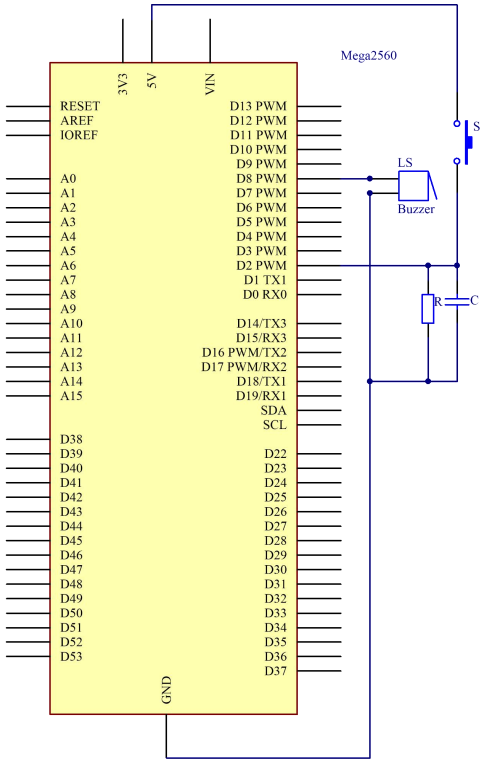 Mega2560
3V3
5V
VIN
RESET
AREF
IOREF
A0
A1
A2
A3
A4
A5
A6
A7
A8
A9
A10
A11
A12
A13
A14
A15
D38
D39
D40
D41
D42
D43
D44
D45
D46
D47
D48
D49
D50
D51
D52
D53
D13 PWM
D12 PWM
D11 PWM
D10 PWM
D9 PWM
D8 PWM
D7 PWM
D6 PWM
D5 PWM
D4 PWM
D3 PWM
D2 PWM
D1 TX1
D0 RX0
D14/TX3
D15/RX3
D16 PWM/TX2
D17 PWM/RX2
D18/TX1
D19/RX1
SDA
SCL
D22
D23
D24
D25
D26
D27
D28
D29
D30
D31
D32
D33
D34
D35
D36
D37
GND
S
LS
Buzzer
R
C